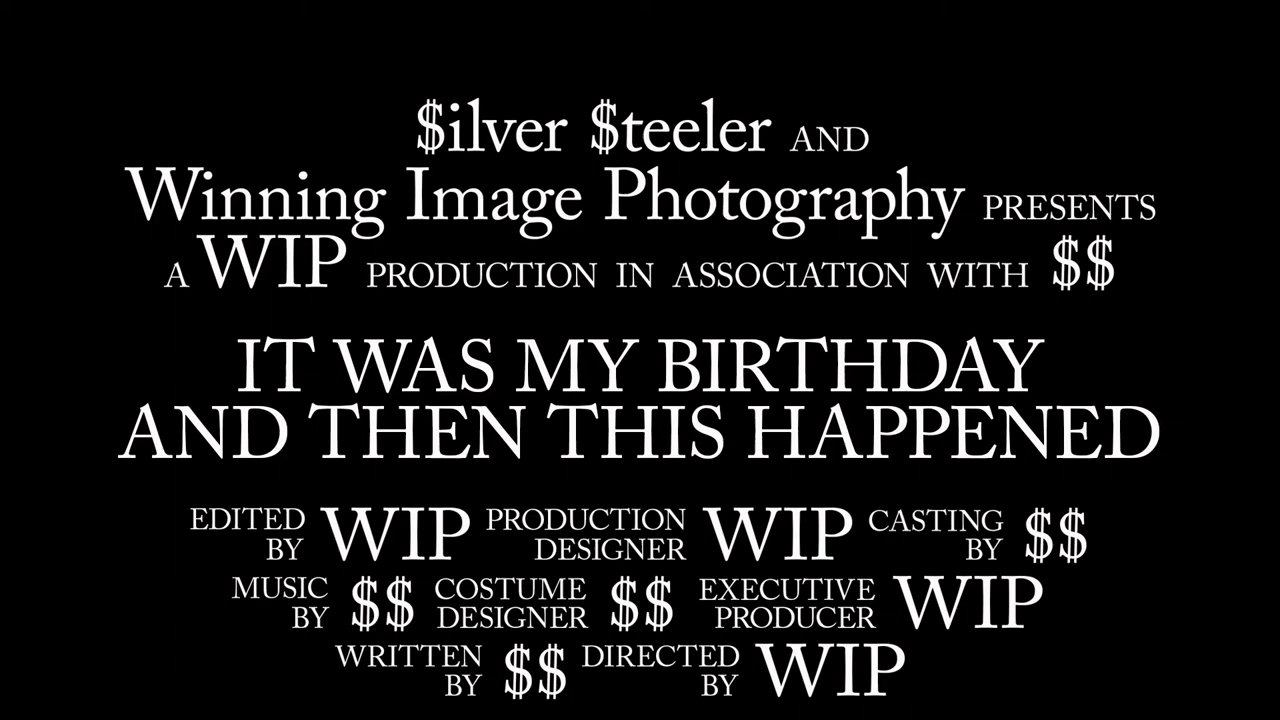 $ilver $teeler AND
Winning Image Photography PRESENTS
A WIP PRODUCTION IN ASSOCIATION WITH $$
IT WAS MY BIRTHDAY
AND THEN THIS HAPPENED
EDITED BY WIP PRODUCTION DESIGNER WIP CASTING BY $$
MUSIC BY $$ COSTUME DESIGNER $$ EXECUTIVE PRODUCER WIP
WRITTEN BY $$ DIRECTED BY WIP